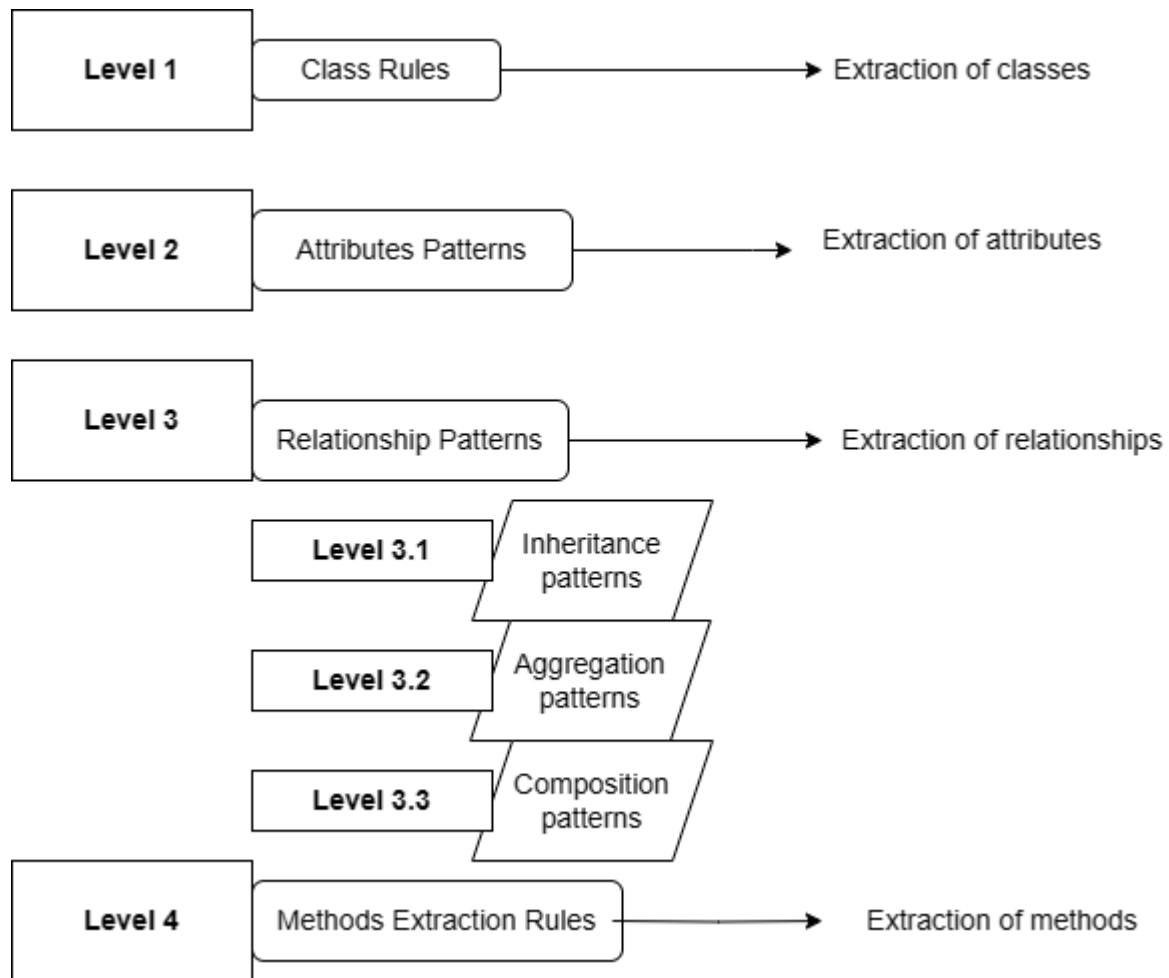 Level 1
Class Rules
Extraction of classes
Level 2
Attributes Patterns
Extraction of attributes
Level 3
Relationship Patterns
Extraction of relationships
Level 3.1
Inheritance
patterns
Level 3.2
Aggregation
patterns
Level 3.3
Composition
patterns
Level 4
Methods Extraction Rules
Extraction of methods